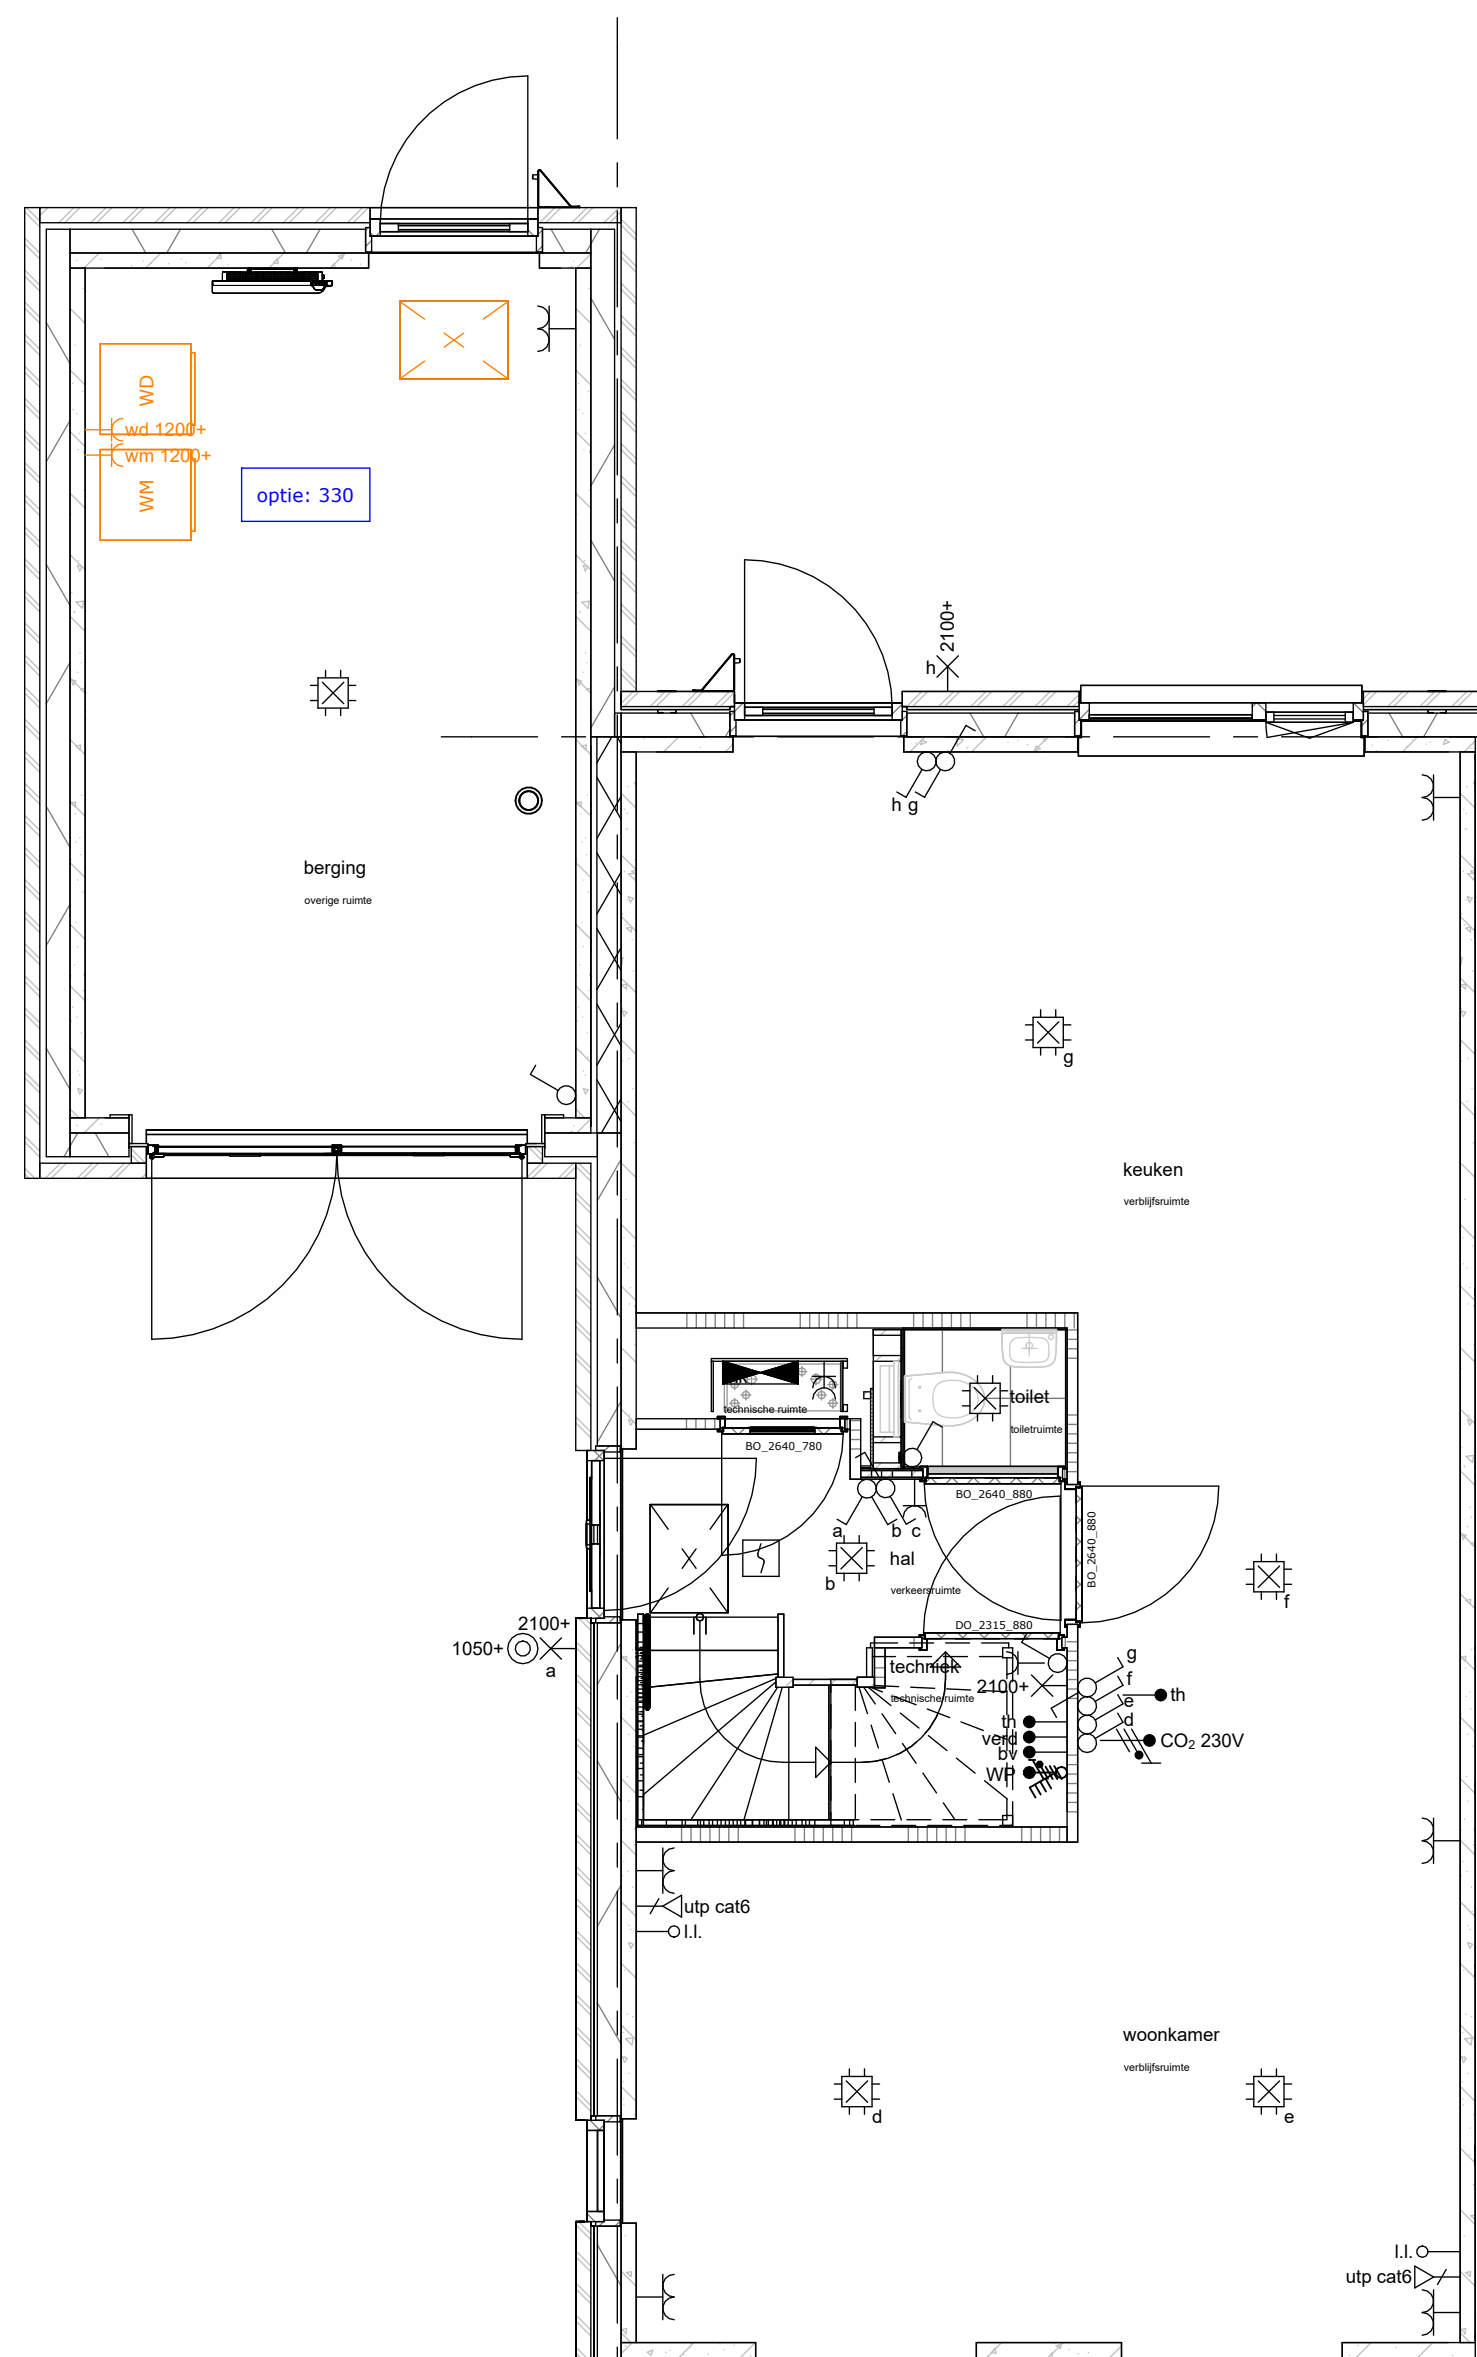 WD
wd 1200+
wm 1200+
WM
optie: 330
2100+
h
h g
berging
overige ruimte
g
keuken
verblijfsruimte
toilet
toiletruimte
technische ruimte
BO_2640_780
BO_2640_880
BO_2640_880
a
b c
hal
b
verkeersruimte
f
2100+
1050+
a
DO_2315_880
techniek
technische ruimte
2100+
g
f
e
d
th
th
verd
bv
WP
CO₂ 230V
utp cat6
l.l.
woonkamer
verblijfsruimte
d
e
l.l.
utp cat6